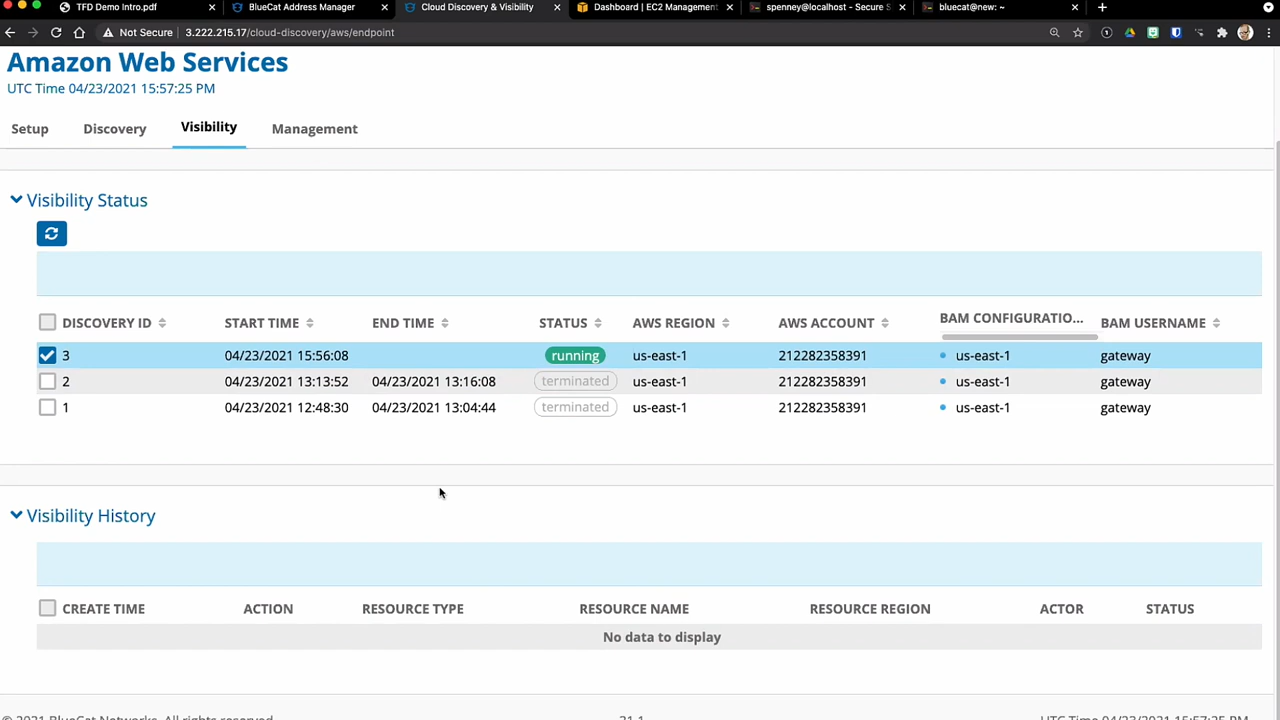 TFD Demo Intro.pdf
BlueCat Address Manager
Cloud Discovery & Visibility
Dashboard | EC2 Management
spenney@localhost - Secure S
bluecat@new: ~
Not Secure | 3.222.215.17/cloud-discovery/aws/endpoint
Amazon Web Services
UTC Time 04/23/2021 15:57:25 PM
Setup Discovery Visibility Management
Visibility Status
DISCOVERY ID START TIME END TIME STATUS AWS REGION AWS ACCOUNT BAM CONFIGURATIO... BAM USERNAME
3 04/23/2021 15:56:08 running us-east-1 212282358391 us-east-1 gateway
2 04/23/2021 13:13:52 04/23/2021 13:16:08 terminated us-east-1 212282358391 us-east-1 gateway
1 04/23/2021 12:48:30 04/23/2021 13:04:44 terminated us-east-1 212282358391 us-east-1 gateway
Visibility History
CREATE TIME ACTION RESOURCE TYPE RESOURCE NAME RESOURCE REGION ACTOR STATUS
No data to display
© 2021 BlueCat Networks. All rights reserved. 21.1 UTC Time 04/23/2021 15:57:25 PM